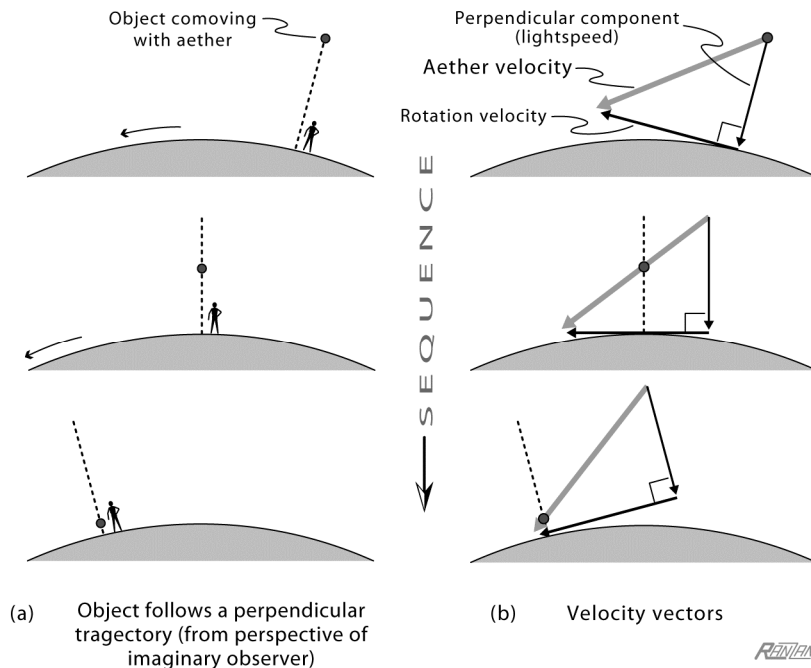 Object comoving
with aether
Perpendicular component
(lightspeed)
Aether velocity
Rotation velocity
SEQUENCE
(a) Object follows a perpendicular
tragectory (from perspective of
imaginary observer)
(b) Velocity vectors